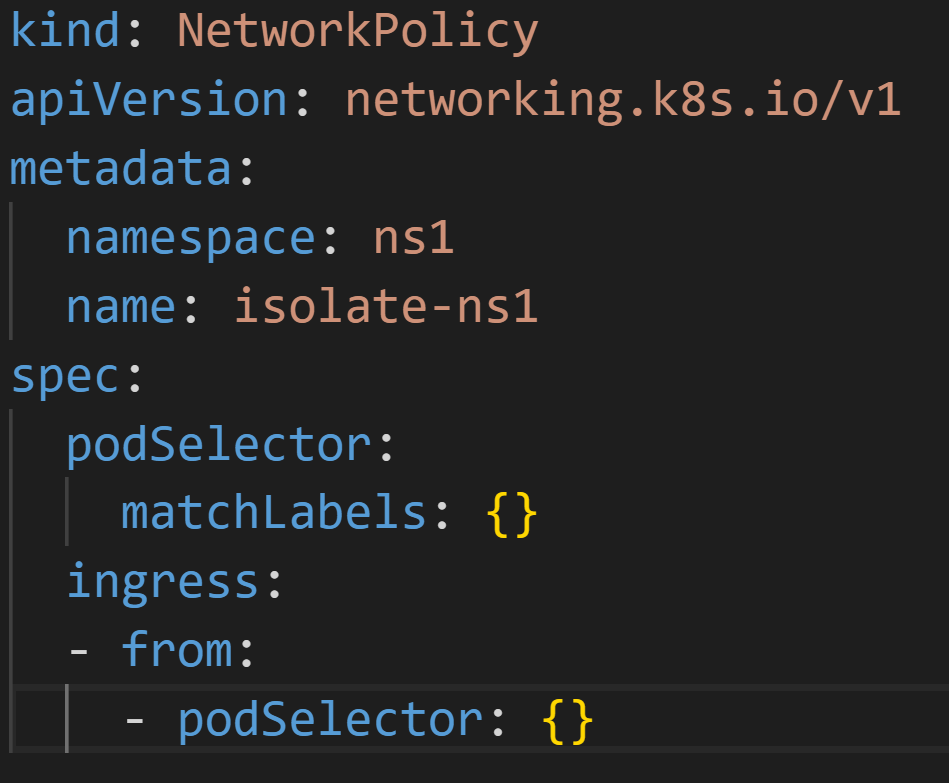 kind: NetworkPolicy
apiVersion: networking.k8s.io/v1
metadata:
  namespace: ns1
  name: isolate-ns1
spec:
  podSelector:
    matchLabels: {}
  ingress:
  - from:
    - podSelector: {}